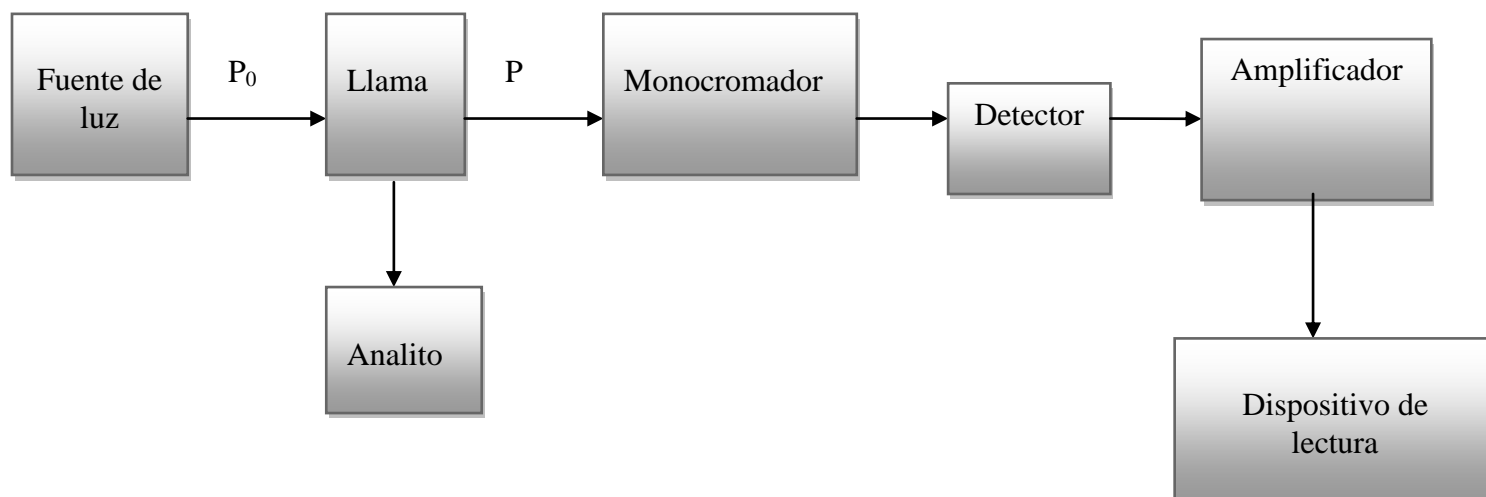 Fuente de
luz
P₀
Llama
P
Monocromador
Detector
Amplificador
Analito
Dispositivo de
lectura